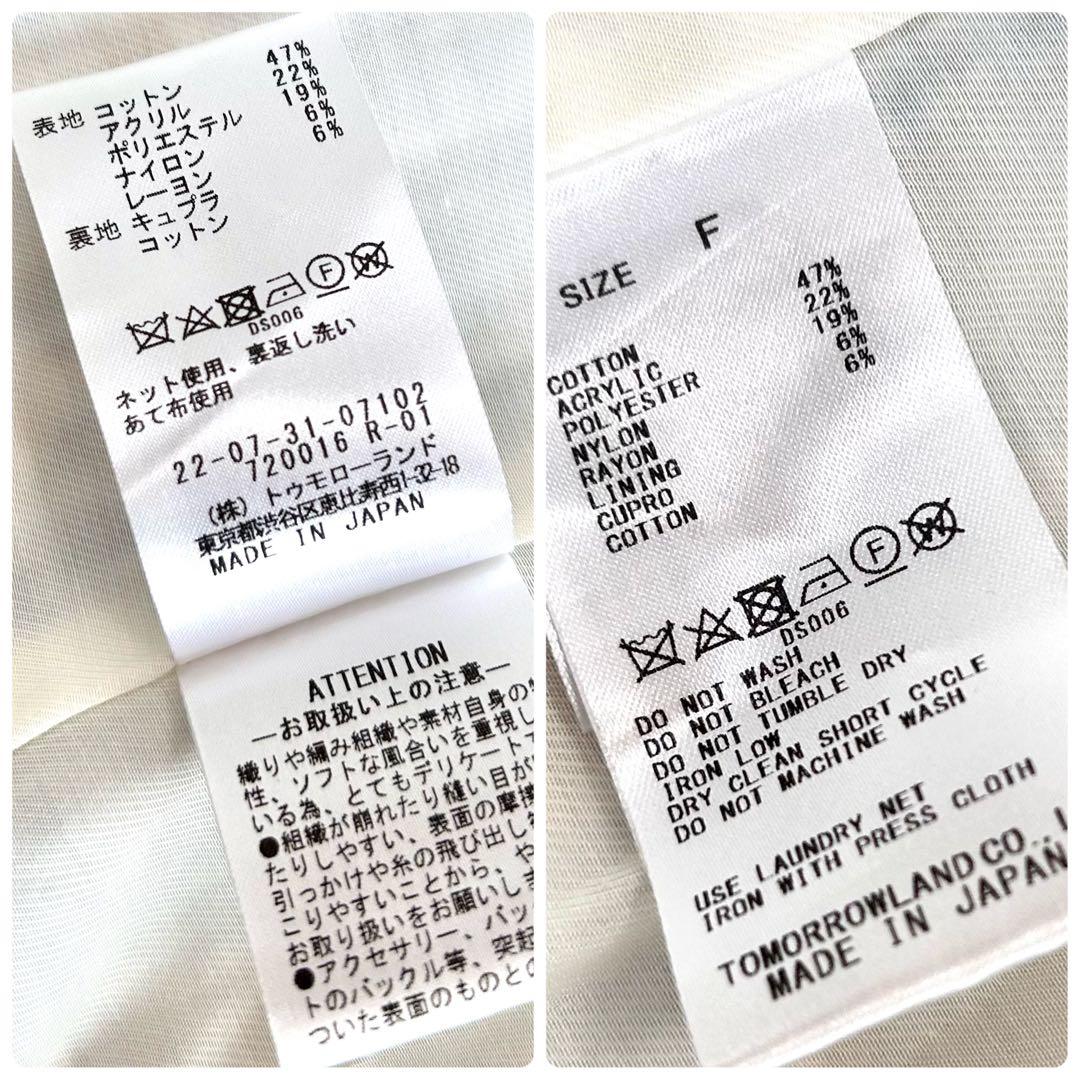 表地 コットン 47%
アクリル 22%
ポリエステル 19%
ナイロン 6%
レーヨン 6%
裏地 キュプラ
コットン
F W
DS006
ネット使用、裏返し洗い
あて布使用
22-07-31-07102
720016 R-01
(株) トゥモローランド
東京都渋谷区恵比寿西1-32-18
MADE IN JAPAN
ATTENTION
―お取扱い上の注意―
織りや編み組織や素材自身の
性、ソフトな風合いを重視し
いる為、とてもデリケートで
●組織が崩れたり縫い目が
たりしやすい、表面の摩擦
引っかけや糸の飛び出し
こりやすいことから、や
お取り扱いをお願いしま
●アクセサリー、バッ
トのバックル等、突起
ついた表面のものとの
SIZE F
COTTON 47%
ACRYLIC 22%
POLYESTER 19%
NYLON 6%
RAYON 6%
LINING
CUPRO
COTTON
F W
DS006
DO NOT WASH
DO NOT BLEACH
DO NOT TUMBLE DRY
IRON LOW
DRY CLEAN SHORT CYCLE
DO NOT MACHINE WASH
USE LAUNDRY NET
IRON WITH PRESS CLOTH
TOMORROWLAND CO.,L
MADE IN JAPAN